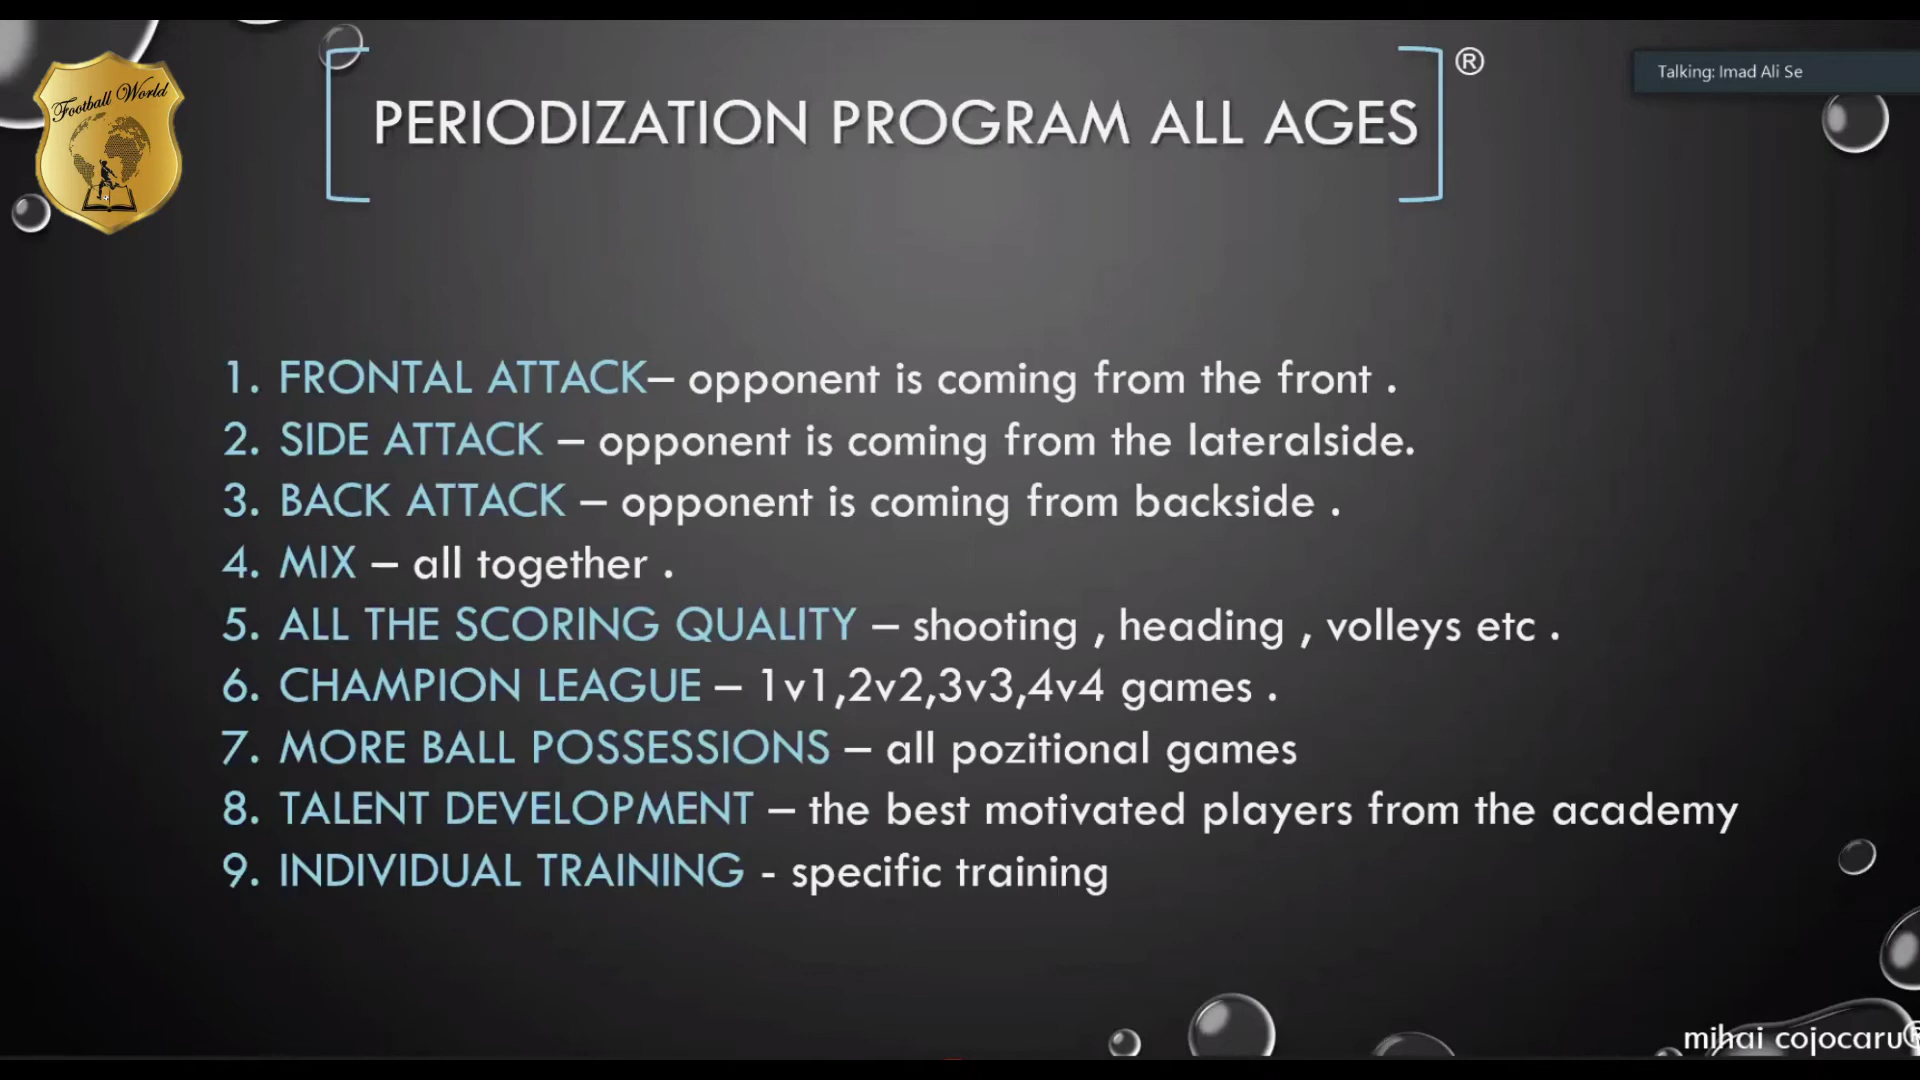 Football World
PERIODIZATION PROGRAM ALL AGES ®
Talking: Imad Ali Se
1. FRONTAL ATTACK– opponent is coming from the front .
2. SIDE ATTACK – opponent is coming from the lateralside.
3. BACK ATTACK – opponent is coming from backside .
4. MIX – all together .
5. ALL THE SCORING QUALITY – shooting , heading , volleys etc .
6. CHAMPION LEAGUE – 1v1,2v2,3v3,4v4 games .
7. MORE BALL POSSESSIONS – all pozitional games
8. TALENT DEVELOPMENT – the best motivated players from the academy
9. INDIVIDUAL TRAINING - specific training
mihai cojocaru®